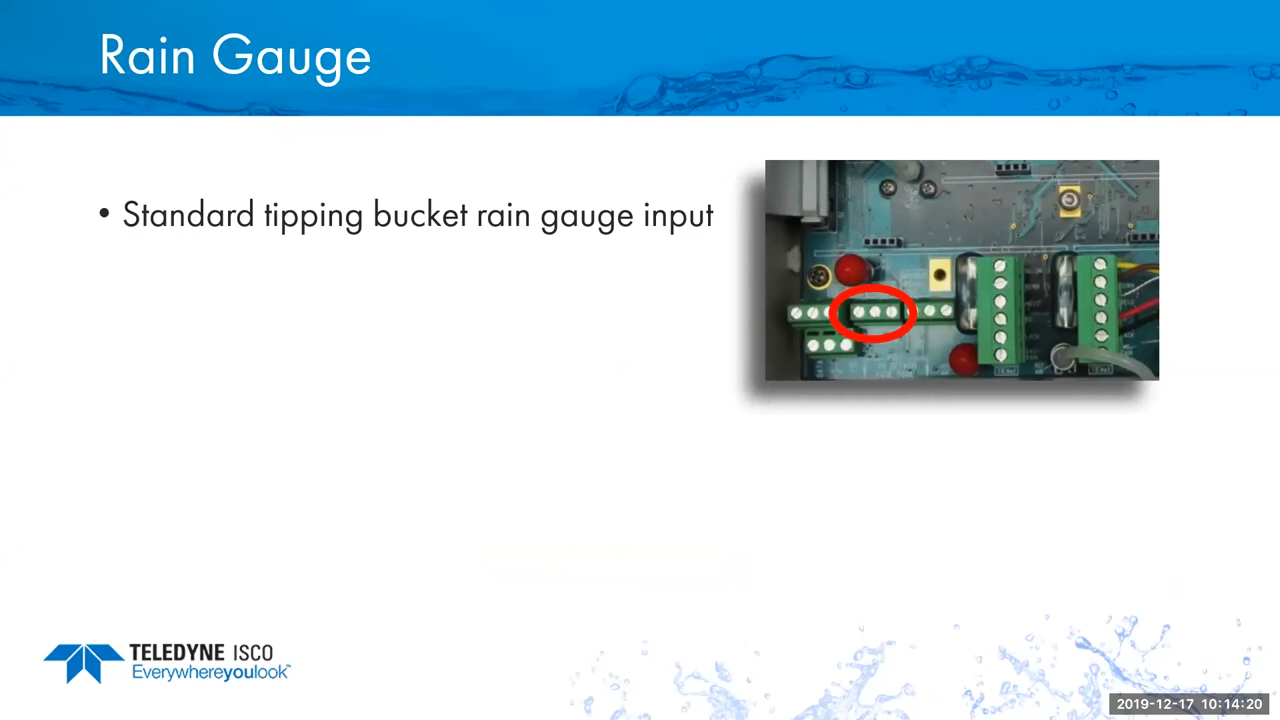 Rain Gauge
• Standard tipping bucket rain gauge input
TELEDYNE ISCO
Everywhereyoulook™
2019-12-17 10:14:20